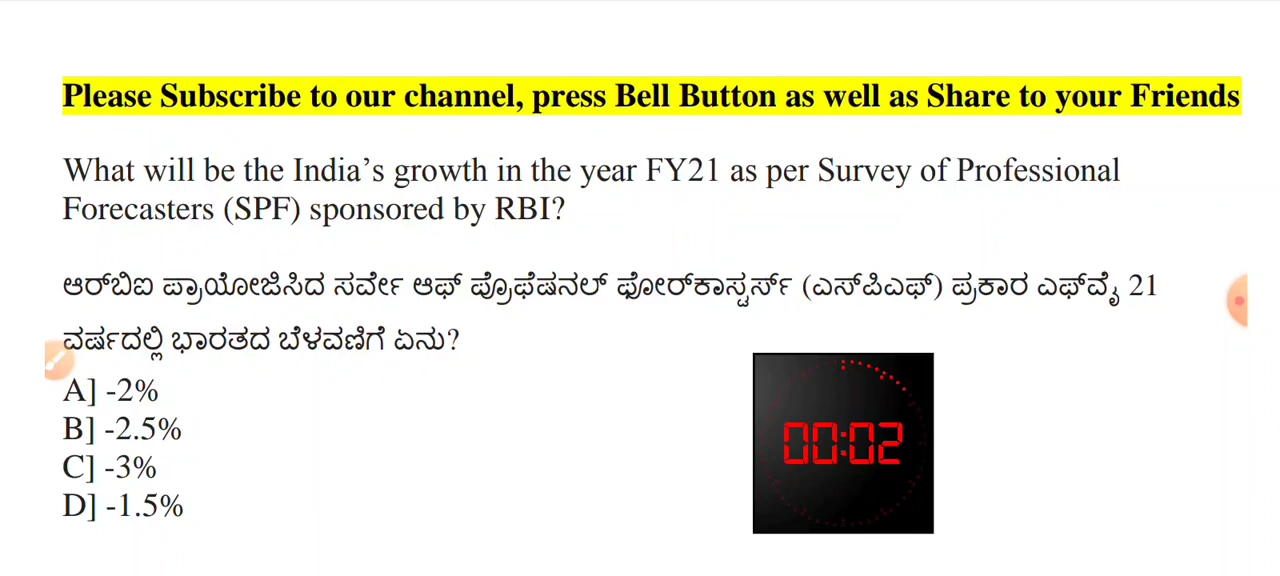 Please Subscribe to our channel, press Bell Button as well as Share to your Friends
What will be the India’s growth in the year FY21 as per Survey of Professional
Forecasters (SPF) sponsored by RBI?
ಆರ್‌ಬಿಐ ಪ್ರಾಯೋಜಿಸಿದ ಸರ್ವೇ ಆಫ್ ಪ್ರೊಫೆಷನಲ್ ಫೋರ್‌ಕಾಸ್ಟರ್ಸ್ (ಎಸ್‌ಪಿಎಫ್) ಪ್ರಕಾರ ಎಫ್‌ವೈ 21
ವರ್ಷದಲ್ಲಿ ಭಾರತದ ಬೆಳವಣಿಗೆ ಏನು?
A] -2%
B] -2.5%
C] -3%
D] -1.5%
00:02